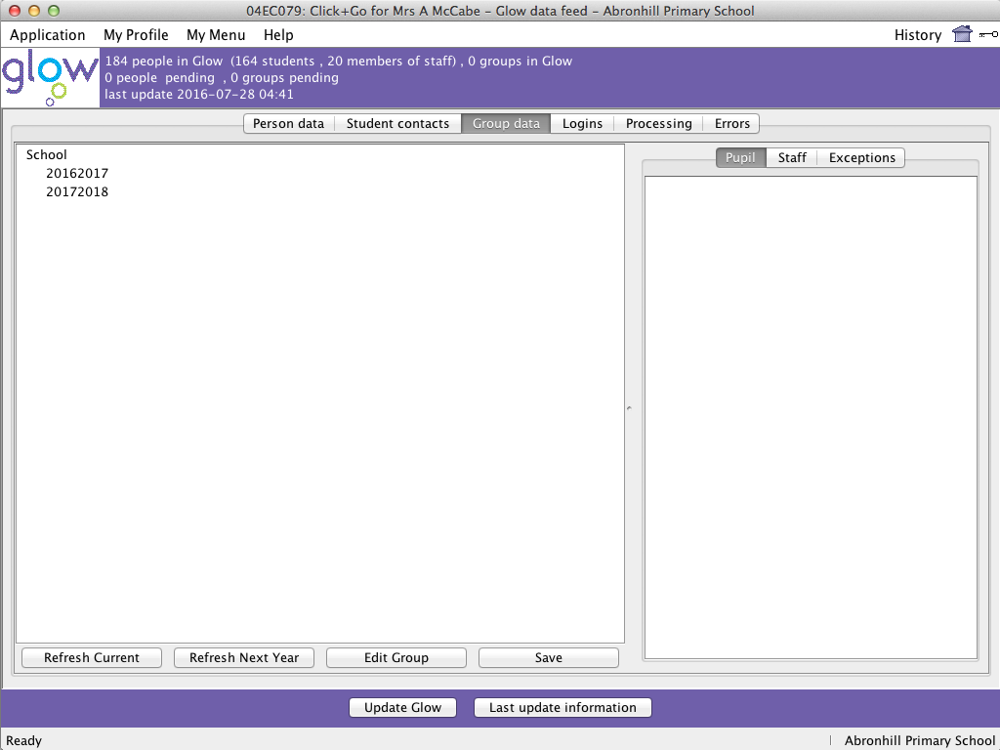 04EC079: Click+Go for Mrs A McCabe - Glow data feed - Abronhill Primary School
Application My Profile My Menu Help History
glow
184 people in Glow (164 students , 20 members of staff) , 0 groups in Glow
0 people pending , 0 groups pending
last update 2016-07-28 04:41
Person data Student contacts Group data Logins Processing Errors
School
20162017
20172018
Pupil Staff Exceptions
Refresh Current Refresh Next Year Edit Group Save
Update Glow Last update information
Ready Abronhill Primary School